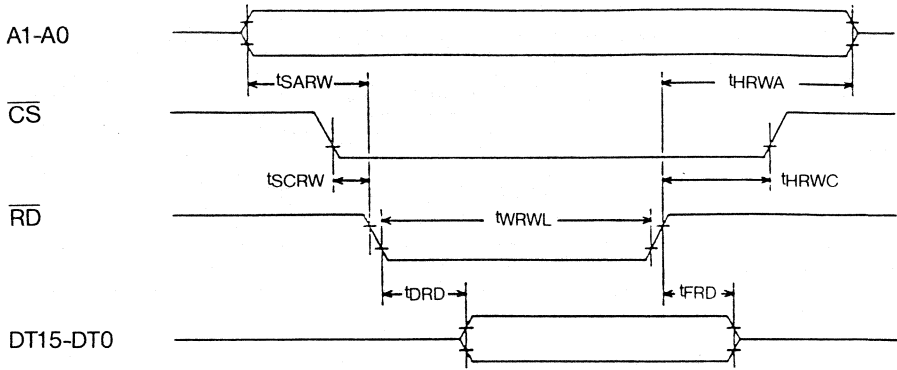 A1-A0
tSARW
tHRWA
CS
tSCRW
tHRWC
RD
tWRWL
tDRD
tFRD
DT15-DT0